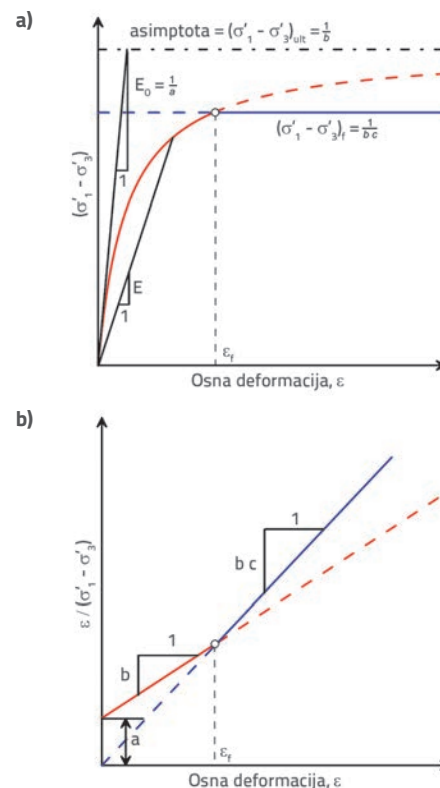 a)
asimptota = (σ'₁ - σ'₃)ᵤₗₜ = 1/b
E₀ = 1/a
(σ'₁ - σ'₃)f = 1/(b c)
(σ'₁ - σ'₃)
1
E
1
εf
Osna deformacija, ε
b)
1
b c
ε / (σ'₁ - σ'₃)
1
b
a
εf
Osna deformacija, ε